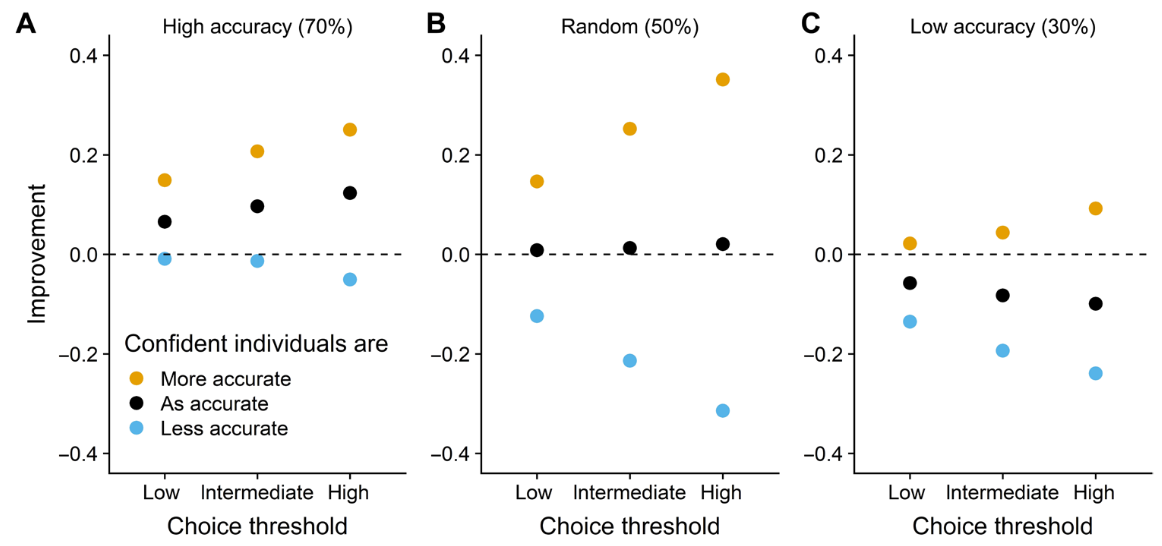 A
High accuracy (70%)
B
Random (50%)
C
Low accuracy (30%)
Improvement
0.4
0.2
0.0
−0.2
−0.4
Confident individuals are
More accurate
As accurate
Less accurate
Low Intermediate High
Choice threshold
0.4
0.2
0.0
−0.2
−0.4
Low Intermediate High
Choice threshold
0.4
0.2
0.0
−0.2
−0.4
Low Intermediate High
Choice threshold